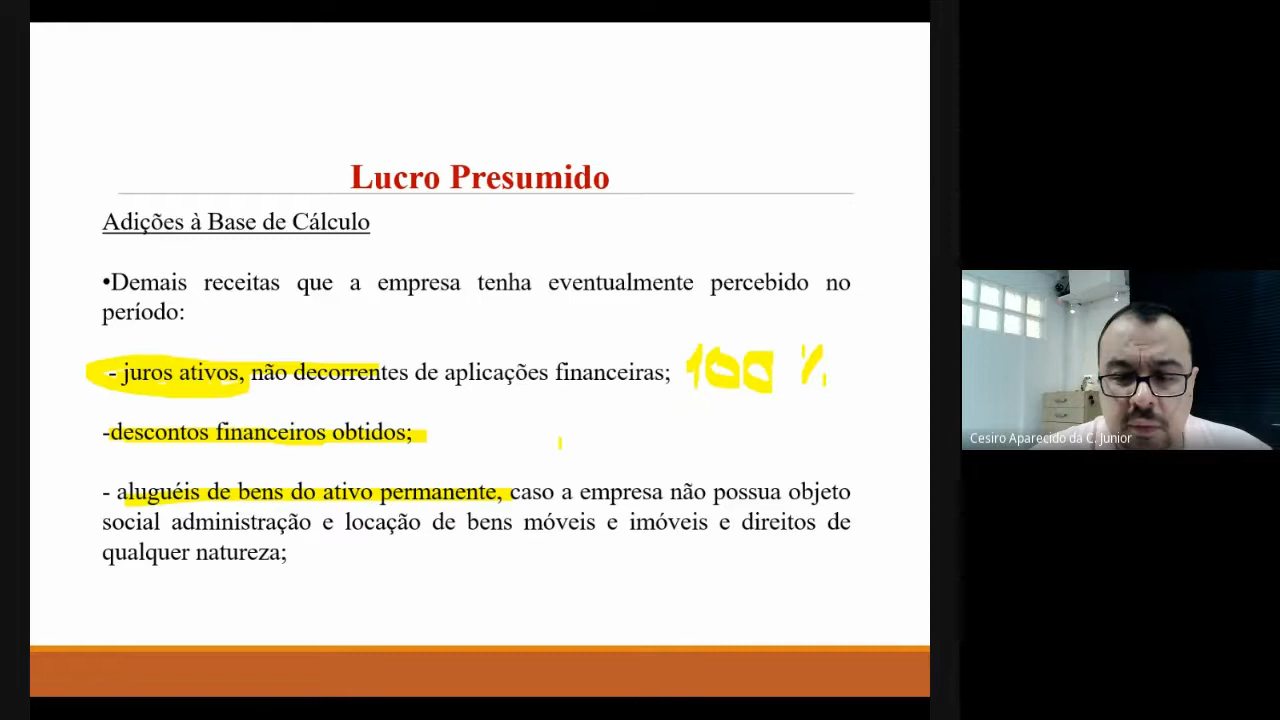 Lucro Presumido
Adições à Base de Cálculo
•Demais receitas que a empresa tenha eventualmente percebido no
período:
- juros ativos, não decorrentes de aplicações financeiras; 100 %
-descontos financeiros obtidos;
- aluguéis de bens do ativo permanente, caso a empresa não possua objeto
social administração e locação de bens móveis e imóveis e direitos de
qualquer natureza;
Cesiro Aparecido da C. Junior